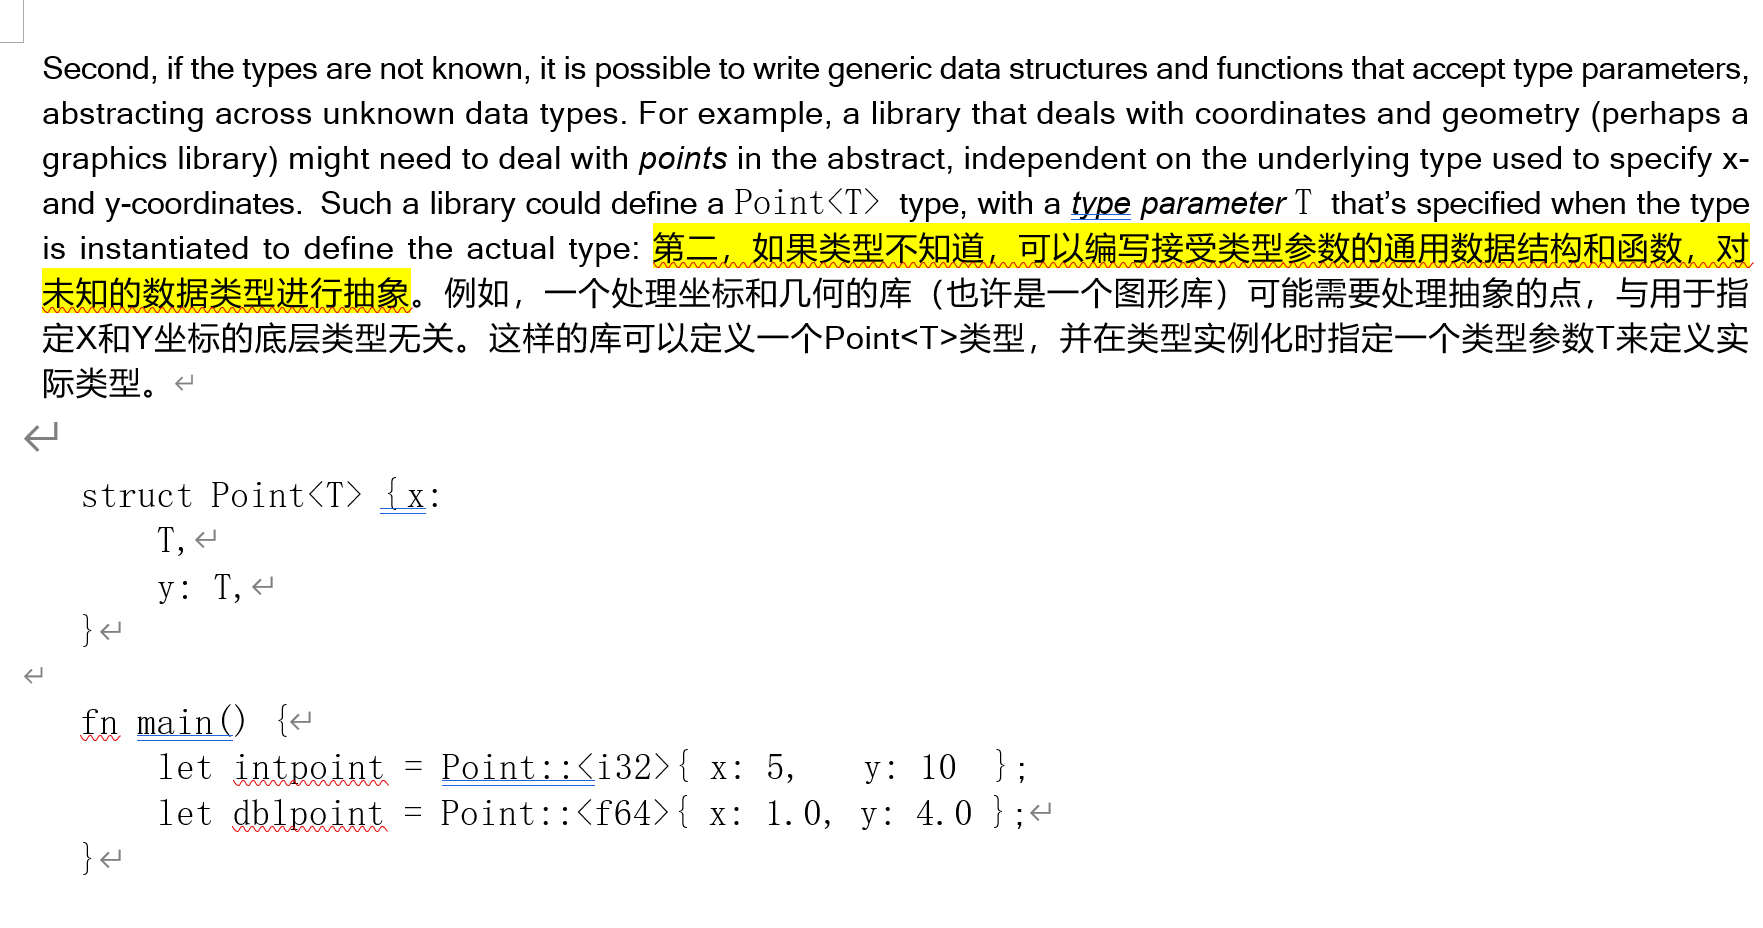 Second, if the types are not known, it is possible to write generic data structures and functions that accept type parameters,
abstracting across unknown data types. For example, a library that deals with coordinates and geometry (perhaps a
graphics library) might need to deal with points in the abstract, independent on the underlying type used to specify x-
and y-coordinates. Such a library could define a Point<T> type, with a type parameter T that’s specified when the type
is instantiated to define the actual type: 第二，如果类型不知道，可以编写接受类型参数的通用数据结构和函数，对
未知的数据类型进行抽象。例如，一个处理坐标和几何的库（也许是一个图形库）可能需要处理抽象的点，与用于指
定X和Y坐标的底层类型无关。这样的库可以定义一个Point<T>类型，并在类型实例化时指定一个类型参数T来定义实
际类型。
struct Point<T> {x:
T,
y: T,
}
fn main() {
let intpoint = Point::<i32>{ x: 5, y: 10 };
let dblpoint = Point::<f64>{ x: 1.0, y: 4.0 };
}